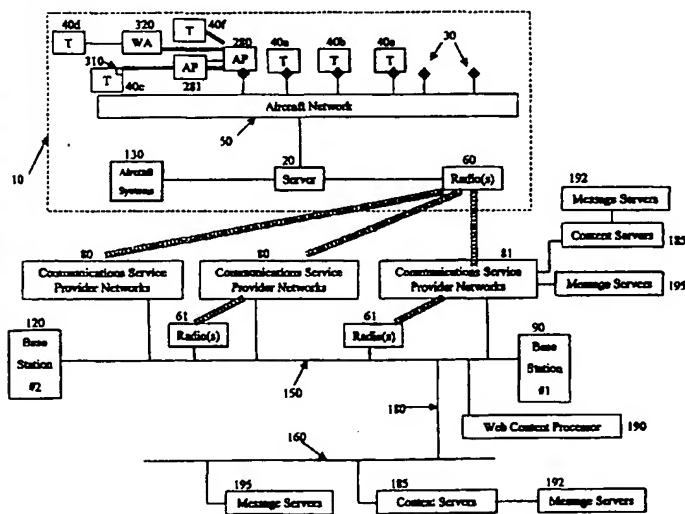 40d 320 40f
T WA T 280 40a 40b 40e 30
310 AP AP T T T
T 40c 281
Aircraft Network
50
10
130 20 60
Aircraft Systems Server Radio(s)
192
Message Servers
Content Servers 185
80 80 81
Communications Service Provider Networks
Communications Service Provider Networks
Communications Service Provider Networks
Message Servers 195
61 61
Radio(s) Radio(s)
120 90
Base Station #2
Base Station #1
150
180
Web Content Processor 190
160
195 185 192
Message Servers Content Servers Message Servers